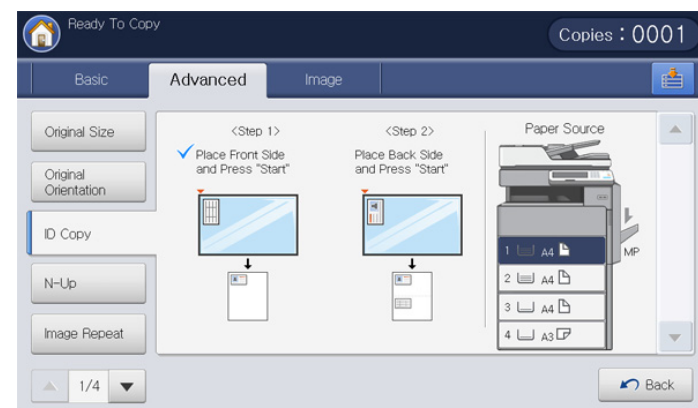 Ready To Copy
Copies : 0001
Basic
Advanced
Image
Original Size
Original
Orientation
ID Copy
N-Up
Image Repeat
1/4
<Step 1>
Place Front Side
and Press "Start"
<Step 2>
Place Back Side
and Press "Start"
Paper Source
1 A4
MP
2 A4
3 A4
4 A3
Back